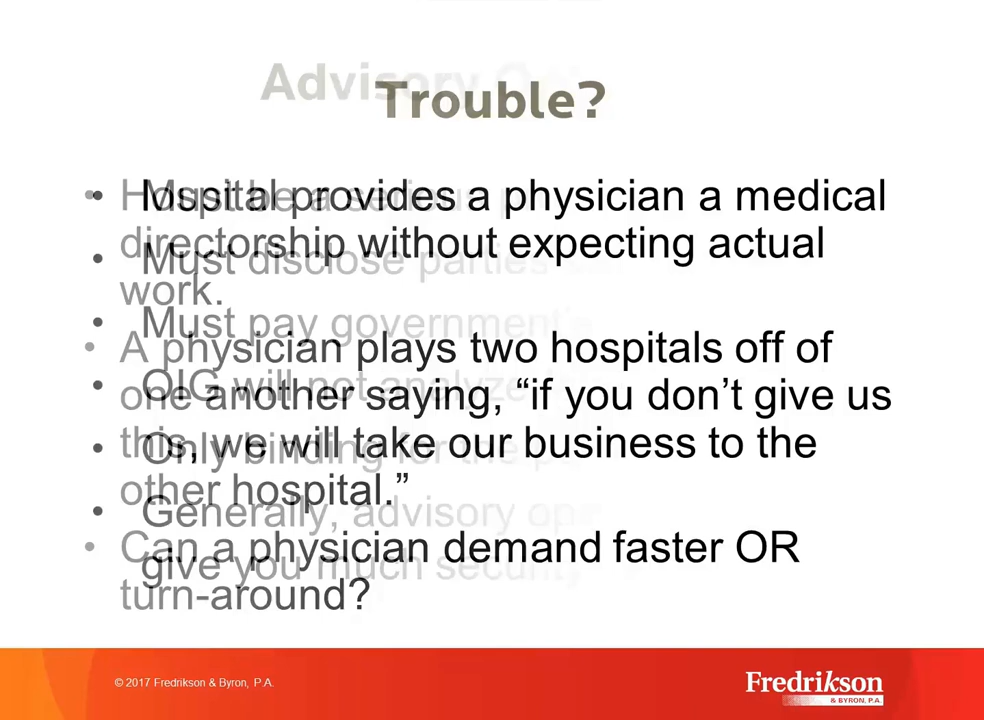 Trouble?
• Hospital provides a physician a medical
directorship without expecting actual
work.
• A physician plays two hospitals off of
one another saying, “if you don’t give us
this, we will take our business to the
other hospital.”
• Can a physician demand faster OR
turn-around?
Advisory
• Must be a
• Must disclose parties
• Must pay government's
• OIG will not analyze
• Only binding for the
• Generally, advisory
give you much security
© 2017 Fredrikson & Byron, P.A.
Fredrikson
& BYRON, P.A.